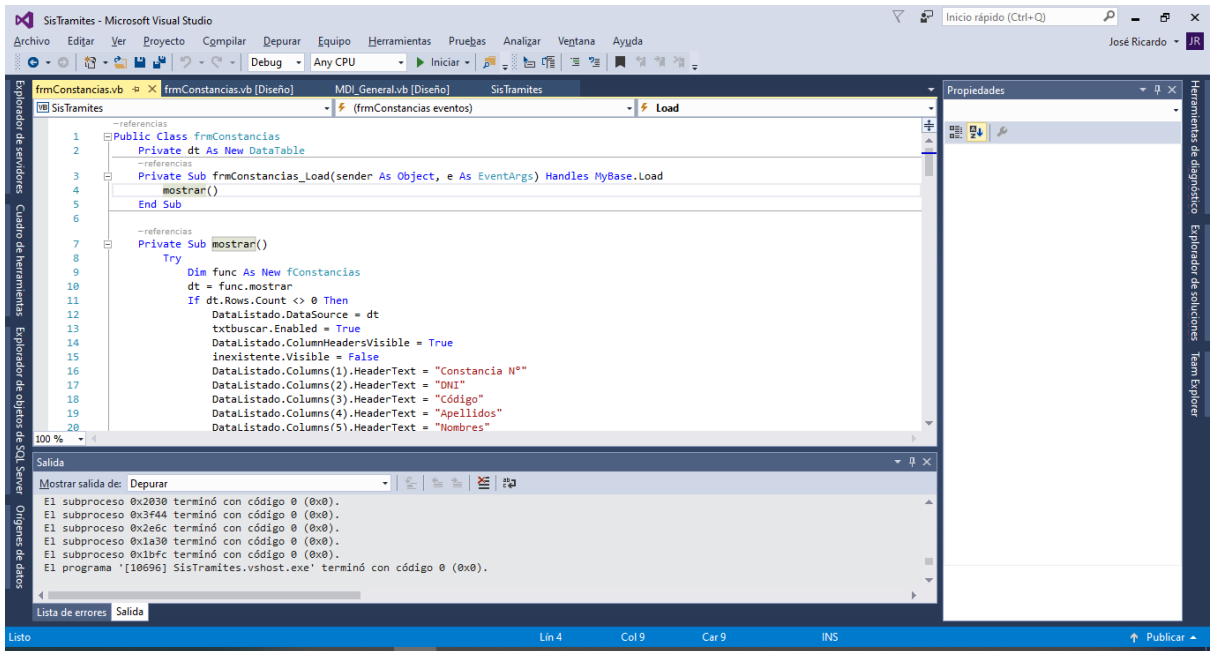 SisTramites - Microsoft Visual Studio
Inicio rápido (Ctrl+Q)
Archivo Editar Ver Proyecto Compilar Depurar Equipo Herramientas Pruebas Analizar Ventana Ayuda
José Ricardo JR
Debug Any CPU Iniciar
frmConstancias.vb frmConstancias.vb [Diseño] MDI_General.vb [Diseño] SisTramites
VB SisTramites (frmConstancias eventos) Load
-referencias
1 Public Class frmConstancias
2 Private dt As New DataTable
-referencias
3 Private Sub frmConstancias_Load(sender As Object, e As EventArgs) Handles MyBase.Load
4 mostrar()
5 End Sub
6
-referencias
7 Private Sub mostrar()
8 Try
9 Dim func As New fConstancias
10 dt = func.mostrar
11 If dt.Rows.Count <> 0 Then
12 DataListado.DataSource = dt
13 txtbuscar.Enabled = True
14 DataListado.ColumnHeadersVisible = True
15 inexistente.Visible = False
16 DataListado.Columns(1).HeaderText = "Constancia Nº"
17 DataListado.Columns(2).HeaderText = "DNI"
18 DataListado.Columns(3).HeaderText = "Código"
19 DataListado.Columns(4).HeaderText = "Apellidos"
20 DataListado.Columns(5).HeaderText = "Nombres"
100 %
Salida
Mostrar salida de: Depurar
El subproceso 0x2030 terminó con código 0 (0x0).
El subproceso 0x3f44 terminó con código 0 (0x0).
El subproceso 0x2e6c terminó con código 0 (0x0).
El subproceso 0x1a30 terminó con código 0 (0x0).
El subproceso 0x1bfc terminó con código 0 (0x0).
El programa '[10696] SisTramites.vshost.exe' terminó con código 0 (0x0).
Lista de errores Salida
Listo Lín 4 Col 9 Car 9 INS Publicar
Explorador de servidores
Cuadro de herramientas
Explorador de objetos de SQL Server
Orígenes de datos
Propiedades
Herramientas de diagnóstico
Explorador de soluciones
Team Explorer